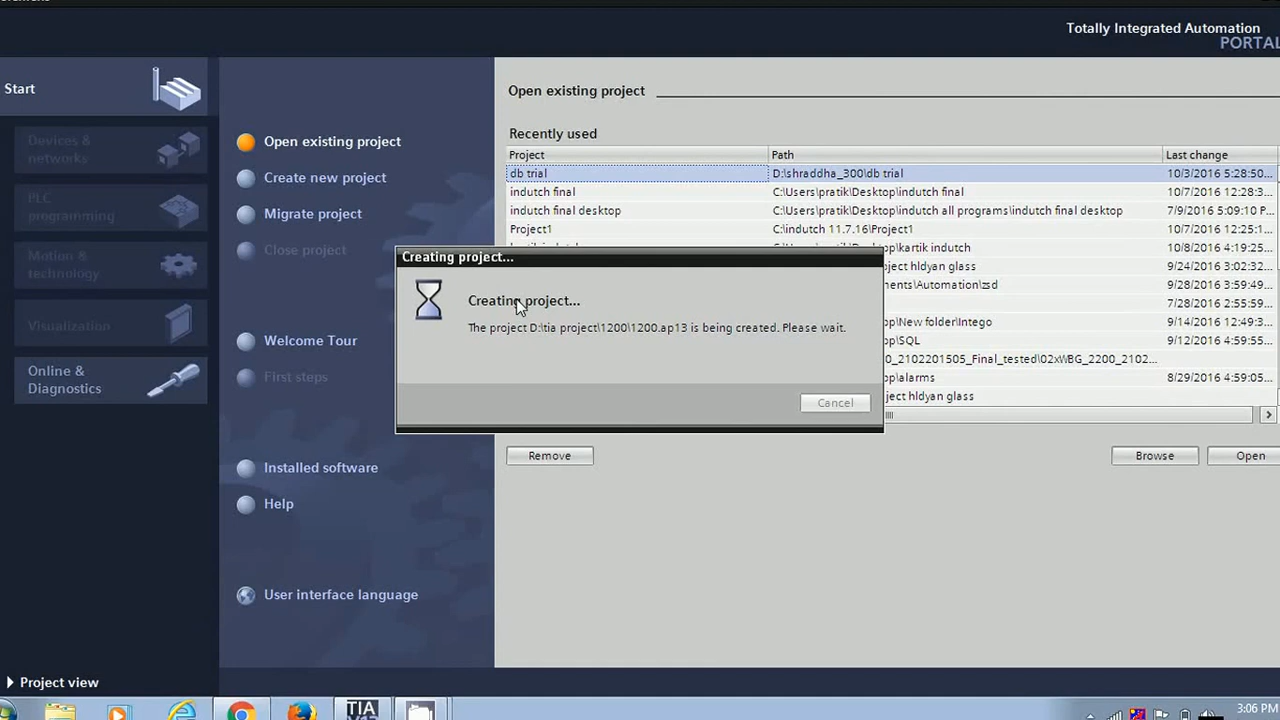 Totally Integrated Automation
PORTAL
Start
Devices &
networks
PLC
programming
Motion &
technology
Visualization
Online &
Diagnostics
Project view
Open existing project
Create new project
Migrate project
Close project
Welcome Tour
First steps
Installed software
Help
User interface language
Open existing project
Recently used
Project Path Last change
db trial D:\shraddha_300\db trial 10/3/2016 5:28:50...
indutch final C:\Users\pratik\Desktop\indutch final 10/7/2016 12:28:3...
indutch final desktop C:\Users\pratik\Desktop\indutch all programs\indutch final desktop 7/9/2016 5:09:10 P...
Project1 C:\indutch 11.7.16\Project1 10/7/2016 12:25:1...
op\kartik indutch 10/8/2016 4:19:25...
oject hldyan glass 9/24/2016 3:02:32...
ents\Automation\zsd 9/28/2016 3:59:59...
7/28/2016 2:55:59...
op\New folder\Intego 9/14/2016 12:49:3...
op\SQL 9/12/2016 4:59:55...
0_2102201505_Final_tested\02xWBG_2200_2102...
op\alarms 8/29/2016 4:59:05...
ject hldyan glass
Creating project...
Creating project...
The project D:\tia project\1200\1200.ap13 is being created. Please wait.
Cancel
Remove Browse Open
TIA
V13
3:06 PM